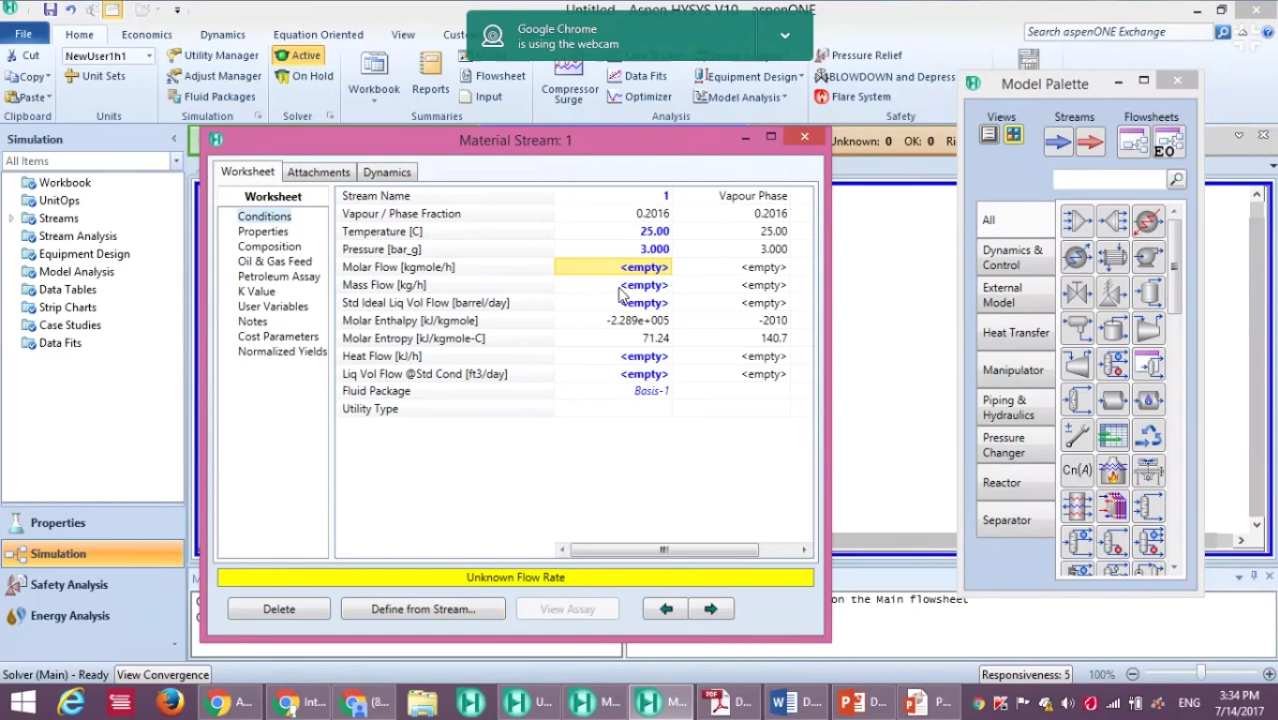 Untitled - Aspen HYSYS V10 - aspenONE
Google Chrome
is using the webcam
File
Home
Economics
Dynamics
Equation Oriented
View
Search aspenONE Exchange
Cut
NewUser1h1
Utility Manager
Active
Flowsheet
Data Fits
Equipment Design
Pressure Relief
Copy
Unit Sets
Adjust Manager
On Hold
Workbook
Reports
Compressor
Surge
BLOWDOWN and Depress
Paste
Fluid Packages
Input
Optimizer
Model Analysis
Flare System
Clipboard
Units
Simulation
Solver
Summaries
Analysis
Safety
Simulation
All Items
Workbook
UnitOps
Streams
Stream Analysis
Equipment Design
Model Analysis
Data Tables
Strip Charts
Case Studies
Data Fits
Properties
Simulation
Safety Analysis
Energy Analysis
Material Stream: 1
Unknown: 0 OK: 0
Worksheet
Attachments
Dynamics
Worksheet
Conditions
Properties
Composition
Oil & Gas Feed
Petroleum Assay
K Value
User Variables
Notes
Cost Parameters
Normalized Yields
Stream Name 1 Vapour Phase
Vapour / Phase Fraction 0.2016 0.2016
Temperature [C] 25.00 25.00
Pressure [bar_g] 3.000 3.000
Molar Flow [kgmole/h] <empty> <empty>
Mass Flow [kg/h] <empty> <empty>
Std Ideal Liq Vol Flow [barrel/day] <empty> <empty>
Molar Enthalpy [kJ/kgmole] -2.289e+005 -2010
Molar Entropy [kJ/kgmole-C] 71.24 140.7
Heat Flow [kJ/h] <empty> <empty>
Liq Vol Flow @Std Cond [ft3/day] <empty> <empty>
Fluid Package Basis-1
Utility Type
Unknown Flow Rate
Delete
Define from Stream...
View Assay
Model Palette
Views
Streams
Flowsheets
EO
All
Dynamics &
Control
External
Model
Heat Transfer
Manipulator
Piping &
Hydraulics
Pressure
Changer
Reactor
Separator
Cn(A)
on the Main flowsheet
Solver (Main) - Ready
View Convergence
Responsiveness: 5
100%
A...
Int...
(8...
U...
M...
M...
D...
D...
D...
P...
ENG
3:34 PM
7/14/2017